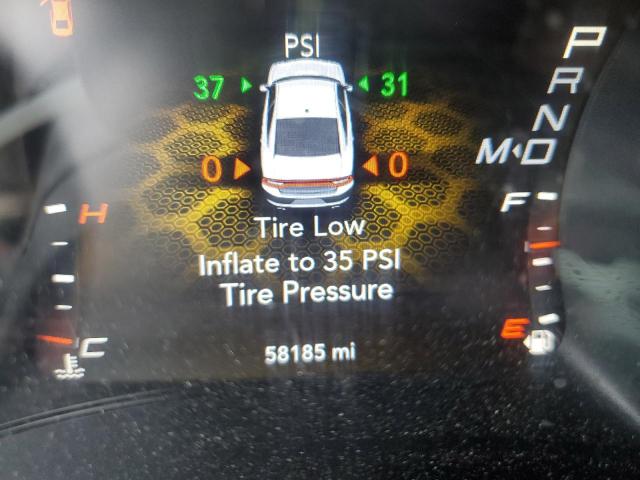 PSI
P
37 31
R
N
0 0
M D
H F
Tire Low
Inflate to 35 PSI
Tire Pressure
E
C
58185 mi